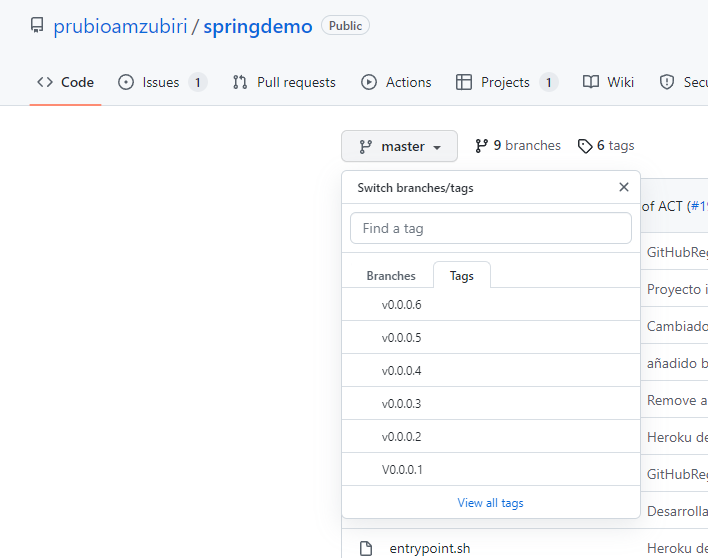 prubioamzubiri / springdemo Public
Code Issues 1 Pull requests Actions Projects 1 Wiki Secu
master 9 branches 6 tags
Switch branches/tags
of ACT (#19
Find a tag
GitHubReg
Branches Tags
Proyecto i
v0.0.0.6
v0.0.0.5
Cambiado
v0.0.0.4
añadido b
v0.0.0.3
Remove a
v0.0.0.2
Heroku de
V0.0.0.1
GitHubReg
View all tags
Desarrolla
entrypoint.sh Heroku de